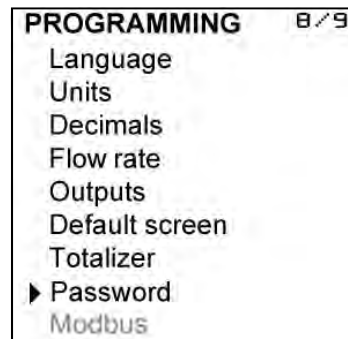 PROGRAMMING 8/9
Language
Units
Decimals
Flow rate
Outputs
Default screen
Totalizer
Password
Modbus